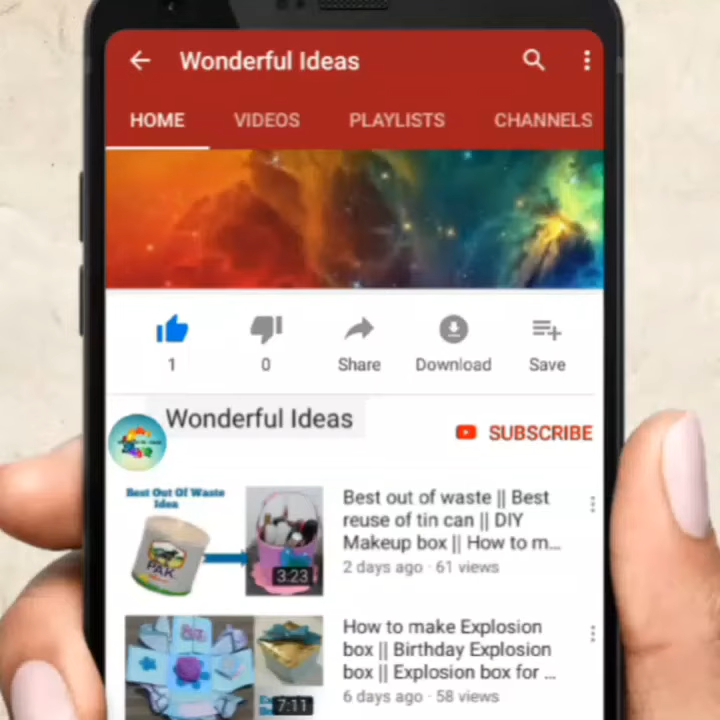 Wonderful Ideas
HOME VIDEOS PLAYLISTS CHANNELS
1 0 Share Download Save
Wonderful Ideas
SUBSCRIBE
Best Out Of Waste
Idea
PAK
3:23
Best out of waste || Best
reuse of tin can || DIY
Makeup box || How to m...
2 days ago · 61 views
7:11
How to make Explosion
box || Birthday Explosion
box || Explosion box for ...
6 days ago · 58 views